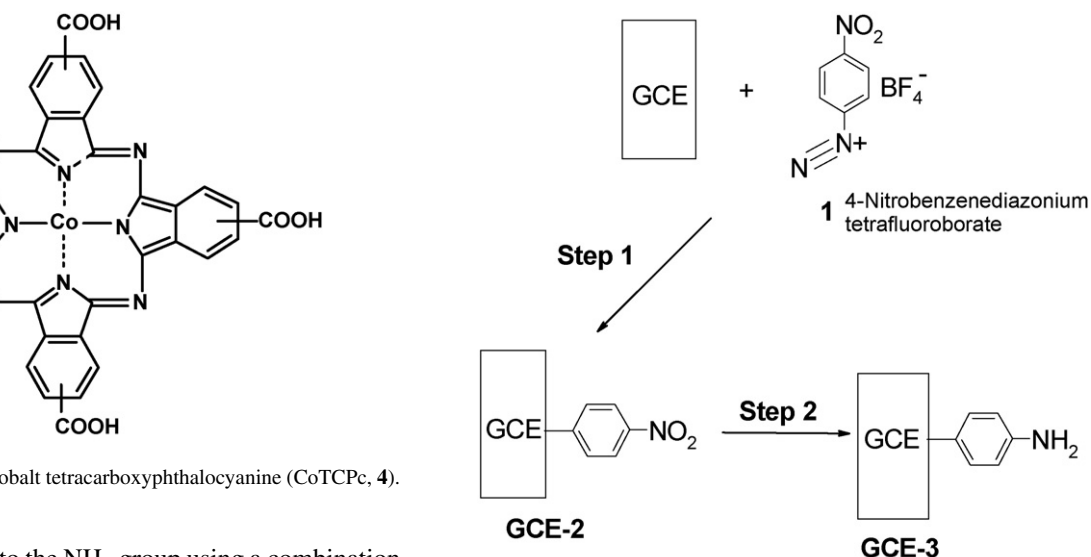 COOH
N
N
N
Co
N
COOH
N
N
COOH
obalt tetracarboxyphthalocyanine (CoTCPc, 4).
to the NH2 group using a combination
GCE
+
NO2
BF4-
N+
N
1 4-Nitrobenzenediazonium
tetrafluoroborate
Step 1
GCE
NO2
GCE-2
Step 2
GCE
NH2
GCE-3